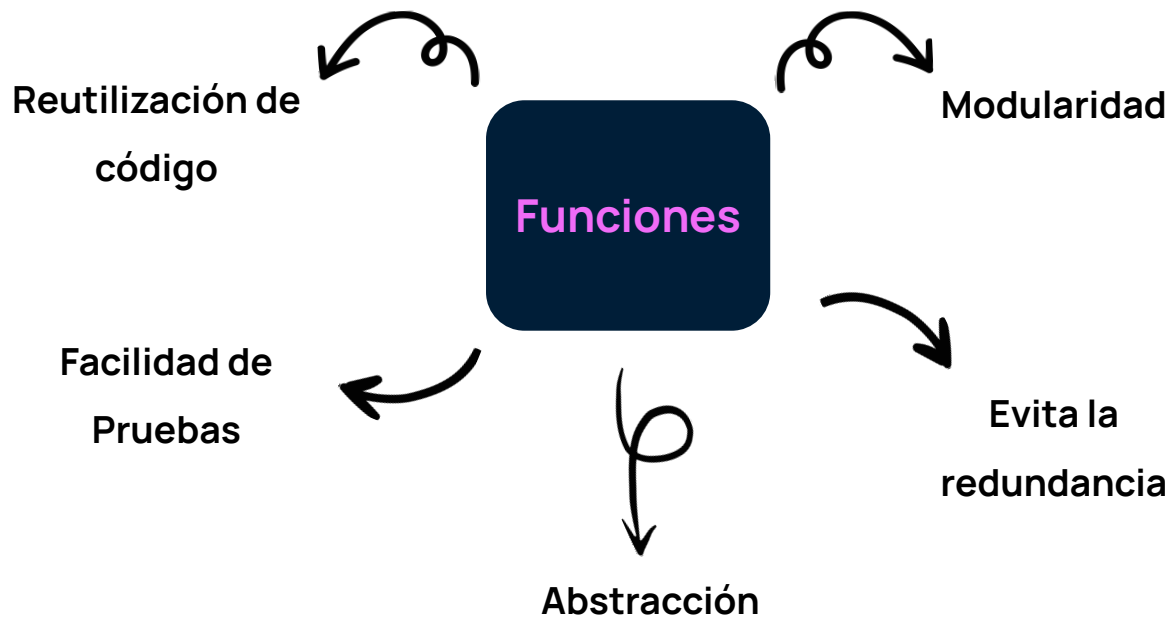 Reutilización de
código
Modularidad
Funciones
Facilidad de
Pruebas
Evita la
redundancia
Abstracción